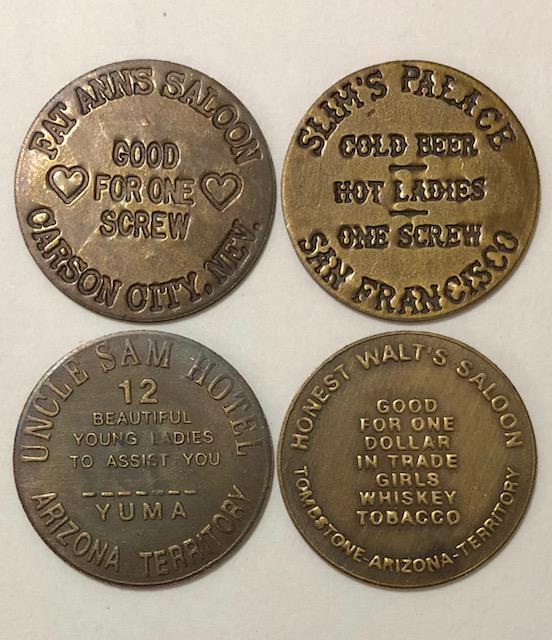 FAT ANN'S SALOON
GOOD
FOR ONE
SCREW
CARSON CITY, NEV.
SLIM'S PALACE
COLD BEER
HOT LADIES
ONE SCREW
SAN FRANCISCO
UNCLE SAM HOTEL
12
BEAUTIFUL
YOUNG LADIES
TO ASSIST YOU
YUMA
ARIZONA TERRITORY
HONEST WALT'S SALOON
GOOD
FOR ONE
DOLLAR
IN TRADE
GIRLS
WHISKEY
TOBACCO
TOMBSTONE-ARIZONA-TERRITORY